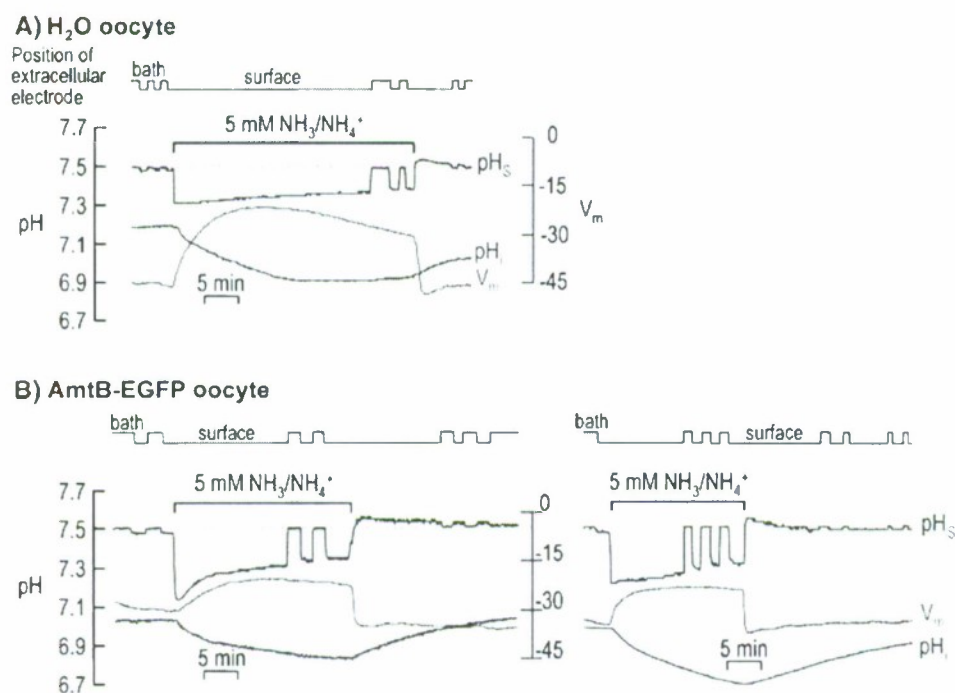 A) H₂O oocyte
Position of
extracellular
electrode
bath
surface
5 mM NH₃/NH₄⁺
7.7
7.5
7.3
7.1
6.9
6.7
pH
0
-15
-30
-45
Vm
pHS
pHi
Vm
5 min
B) AmtB-EGFP oocyte
bath
surface
bath
surface
5 mM NH₃/NH₄⁺
5 mM NH₃/NH₄⁺
7.7
7.5
7.3
7.1
6.9
6.7
pH
0
-15
-30
-45
pHS
Vm
pHi
5 min
5 min